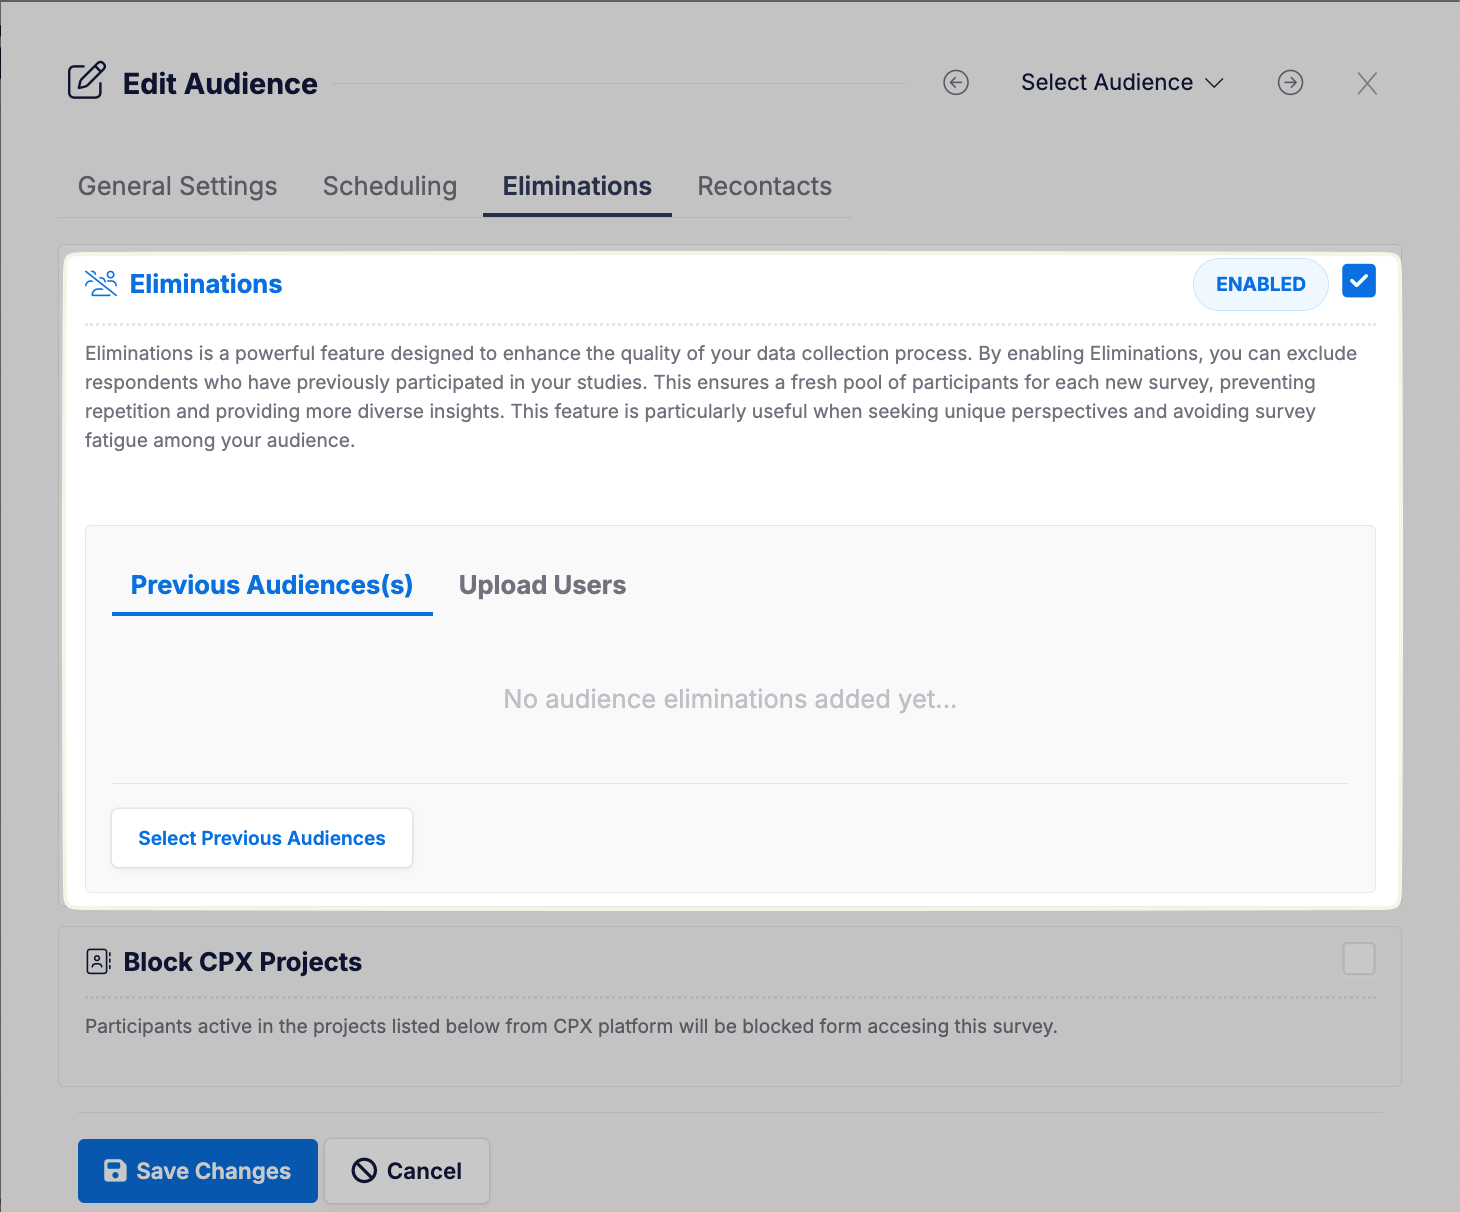 Edit Audience
Select Audience
General Settings
Scheduling
Eliminations
Recontacts
Eliminations
ENABLED
Eliminations is a powerful feature designed to enhance the quality of your data collection process. By enabling Eliminations, you can exclude
respondents who have previously participated in your studies. This ensures a fresh pool of participants for each new survey, preventing
repetition and providing more diverse insights. This feature is particularly useful when seeking unique perspectives and avoiding survey
fatigue among your audience.
Previous Audiences(s)
Upload Users
No audience eliminations added yet...
Select Previous Audiences
Block CPX Projects
Participants active in the projects listed below from CPX platform will be blocked form accesing this survey.
Save Changes
Cancel